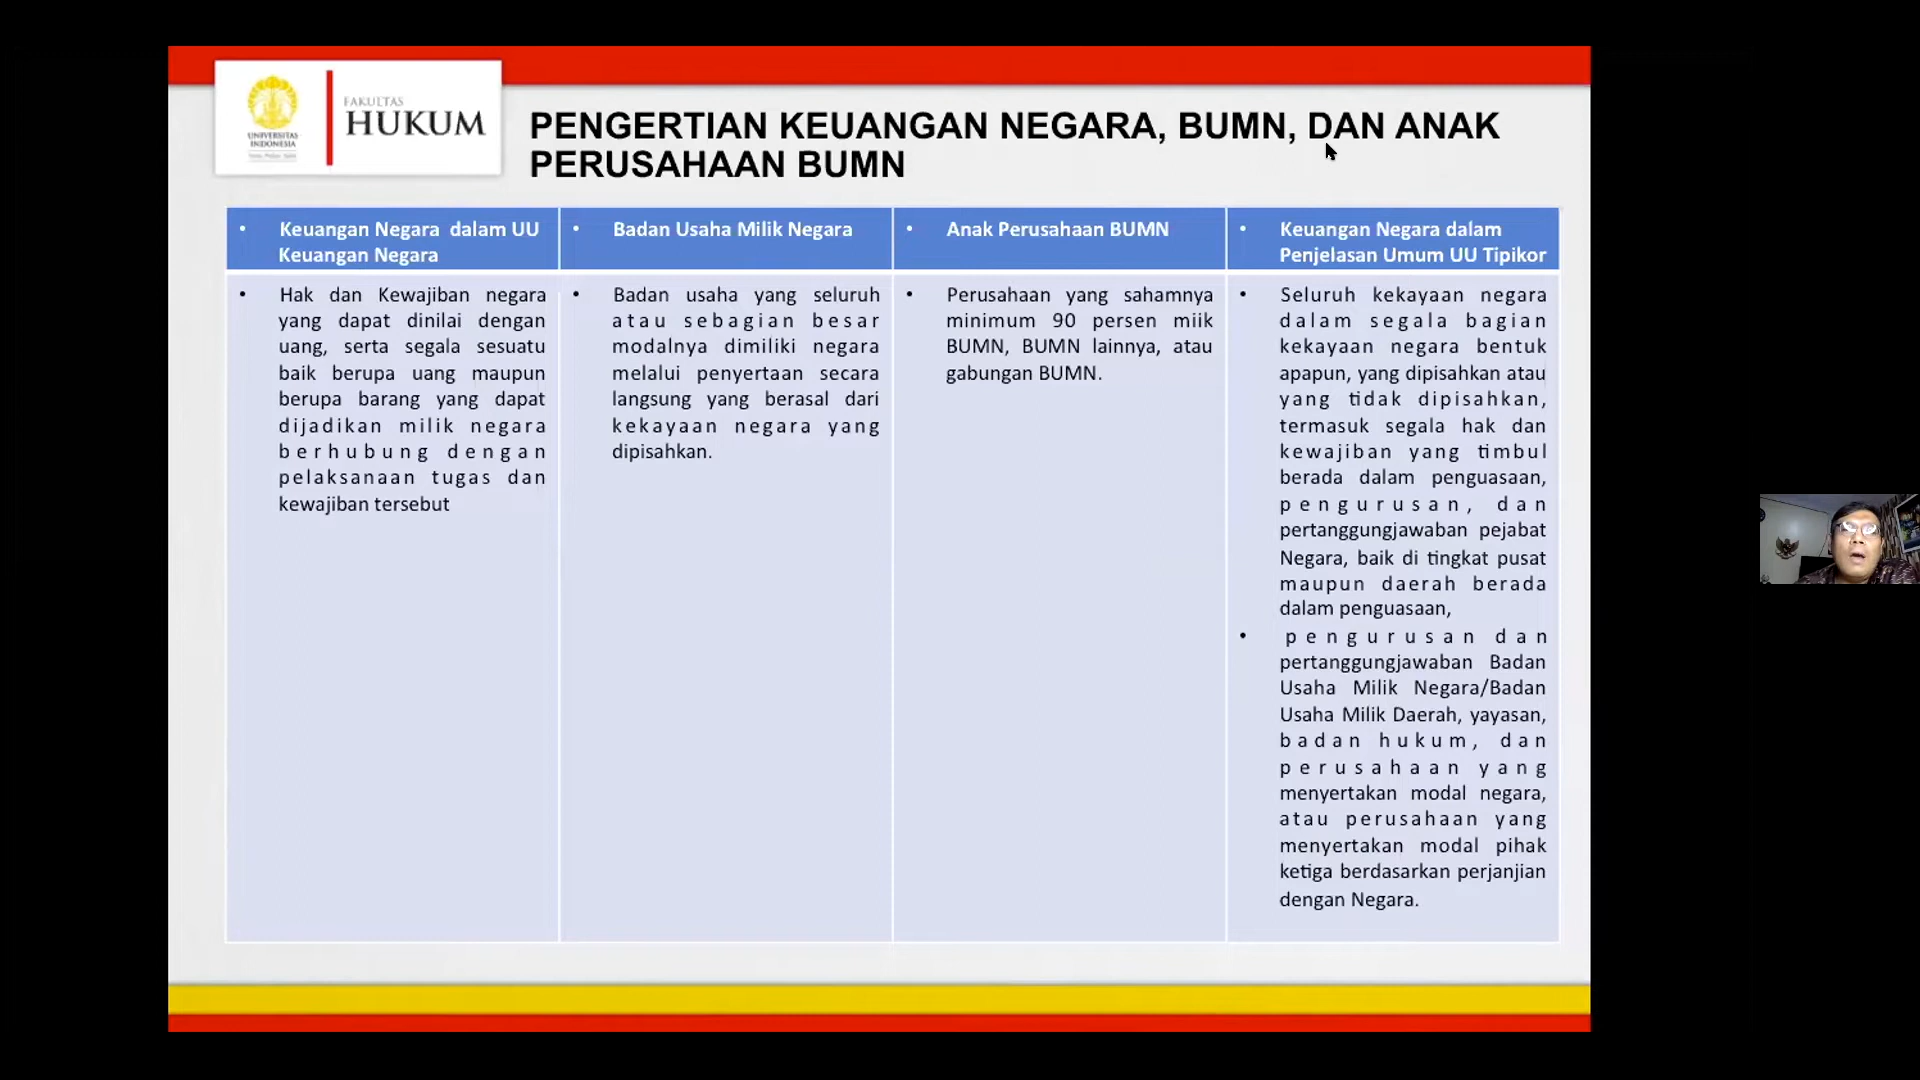 UNIVERSITAS
INDONESIA
FAKULTAS
HUKUM
PENGERTIAN KEUANGAN NEGARA, BUMN, DAN ANAK
PERUSAHAAN BUMN
• Keuangan Negara dalam UU
Keuangan Negara
• Badan Usaha Milik Negara
• Anak Perusahaan BUMN
• Keuangan Negara dalam
Penjelasan Umum UU Tipikor
• Hak dan Kewajiban negara
yang dapat dinilai dengan
uang, serta segala sesuatu
baik berupa uang maupun
berupa barang yang dapat
dijadikan milik negara
berhubung dengan
pelaksanaan tugas dan
kewajiban tersebut
• Badan usaha yang seluruh
atau sebagian besar
modalnya dimiliki negara
melalui penyertaan secara
langsung yang berasal dari
kekayaan negara yang
dipisahkan.
• Perusahaan yang sahamnya
minimum 90 persen miik
BUMN, BUMN lainnya, atau
gabungan BUMN.
• Seluruh kekayaan negara
dalam segala bagian
kekayaan negara bentuk
apapun, yang dipisahkan atau
yang tidak dipisahkan,
termasuk segala hak dan
kewajiban yang timbul
berada dalam penguasaan,
pengurusan, dan
pertanggungjawaban pejabat
Negara, baik di tingkat pusat
maupun daerah berada
dalam penguasaan,
• pengurusan dan
pertanggungjawaban Badan
Usaha Milik Negara/Badan
Usaha Milik Daerah, yayasan,
badan hukum, dan
perusahaan yang
menyertakan modal negara,
atau perusahaan yang
menyertakan modal pihak
ketiga berdasarkan perjanjian
dengan Negara.